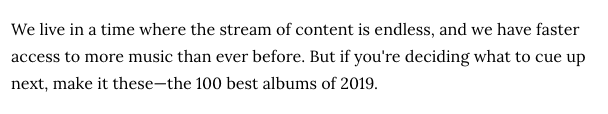 We live in a time where the stream of content is endless, and we have faster
access to more music than ever before. But if you're deciding what to cue up
next, make it these—the 100 best albums of 2019.